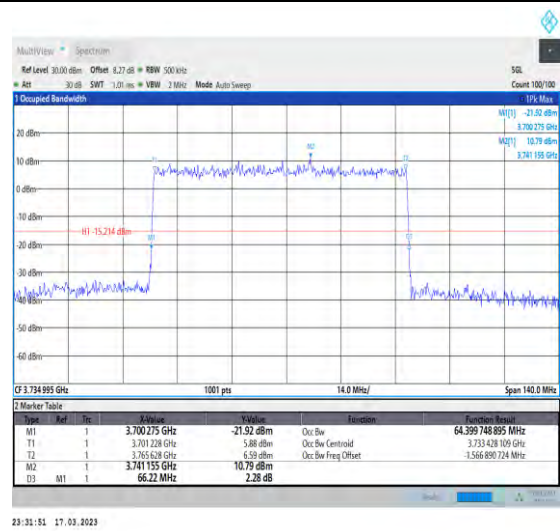 MultiView Spectrum
Ref Level 30.00 dBm Offset 8.27 dB RBW 500 kHz SGL
Att 30 dB SWT 1.01 ms VBW 2 MHz Mode Auto Sweep Count 100/100
1 Occupied Bandwidth 1Pk Max
M1[1] -21.92 dBm
3.700 275 GHz
20 dBm M2[1] 10.79 dBm
3.741 155 GHz
M2
10 dBm
0 dBm
-10 dBm
H1 -15.214 dBm
M1
-20 dBm
-30 dBm
-40 dBm
-50 dBm
-60 dBm
CF 3.734 995 GHz 1001 pts 14.0 MHz/ Span 140.0 MHz
2 Marker Table
Type Ref Trc X-Value Y-Value Function Function Result
M1 1 3.700 275 GHz -21.92 dBm Occ Bw 64.399 748 895 MHz
T1 1 3.701 228 GHz 5.88 dBm Occ Bw Centroid 3.733 428 109 GHz
T2 1 3.765 628 GHz 6.59 dBm Occ Bw Freq Offset -1.566 890 724 MHz
M2 1 3.741 155 GHz 10.79 dBm
D3 M1 1 66.22 MHz 2.28 dB
Ready
23:31:51 17.03.2023